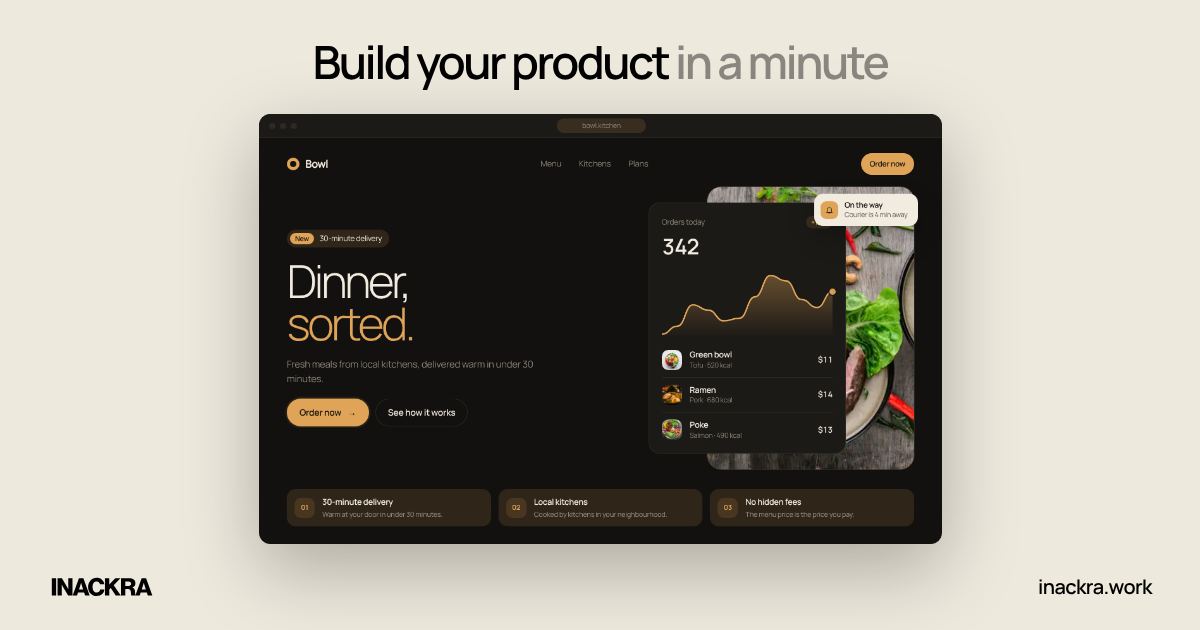 Build your product in a minute
bowl.kitchen
Bowl
Menu Kitchens Plans
Order now
On the way
Courier is 4 min away
Orders today
342
New 30-minute delivery
Dinner,
sorted.
Fresh meals from local kitchens, delivered warm in under 30
minutes.
Order now →
See how it works
Green bowl
Tofu · 520 kcal
$11
Ramen
Pork · 680 kcal
$14
Poke
Salmon · 490 kcal
$13
01
30-minute delivery
Warm at your door in under 30 minutes.
02
Local kitchens
Cooked by kitchens in your neighbourhood.
03
No hidden fees
The menu price is the price you pay.
INACKRA
inackra.work